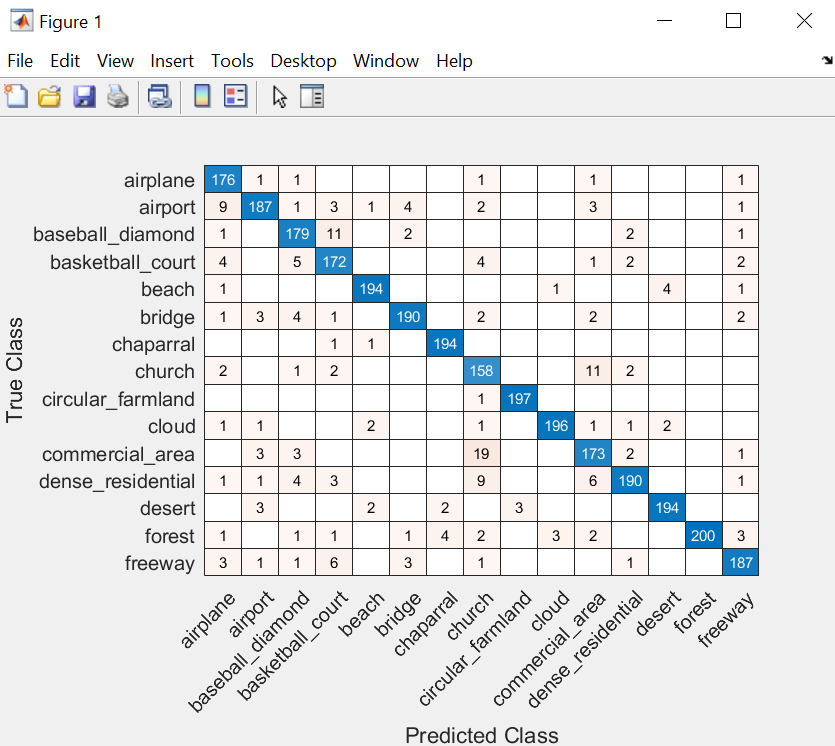 Figure 1
File Edit View Insert Tools Desktop Window Help
airplane 176 1 1 1 1 1
airport 9 187 1 3 1 4 2 3 1
baseball_diamond 1 179 11 2 2 1
basketball_court 4 5 172 4 1 2 2
beach 1 194 1 4 1
bridge 1 3 4 1 190 2 2 2
chaparral 1 1 194
church 2 1 2 158 11 2
circular_farmland 1 197
cloud 1 1 2 1 196 1 1 2
commercial_area 3 3 19 173 2 1
dense_residential 1 1 4 3 9 6 190 1
desert 3 2 2 3 194
forest 1 1 1 1 4 2 3 2 200 3
freeway 3 1 1 6 3 1 1 187
True Class
airplane
airport
baseball_diamond
basketball_court
beach
bridge
chaparral
church
circular_farmland
cloud
commercial_area
dense_residential
desert
forest
freeway
Predicted Class